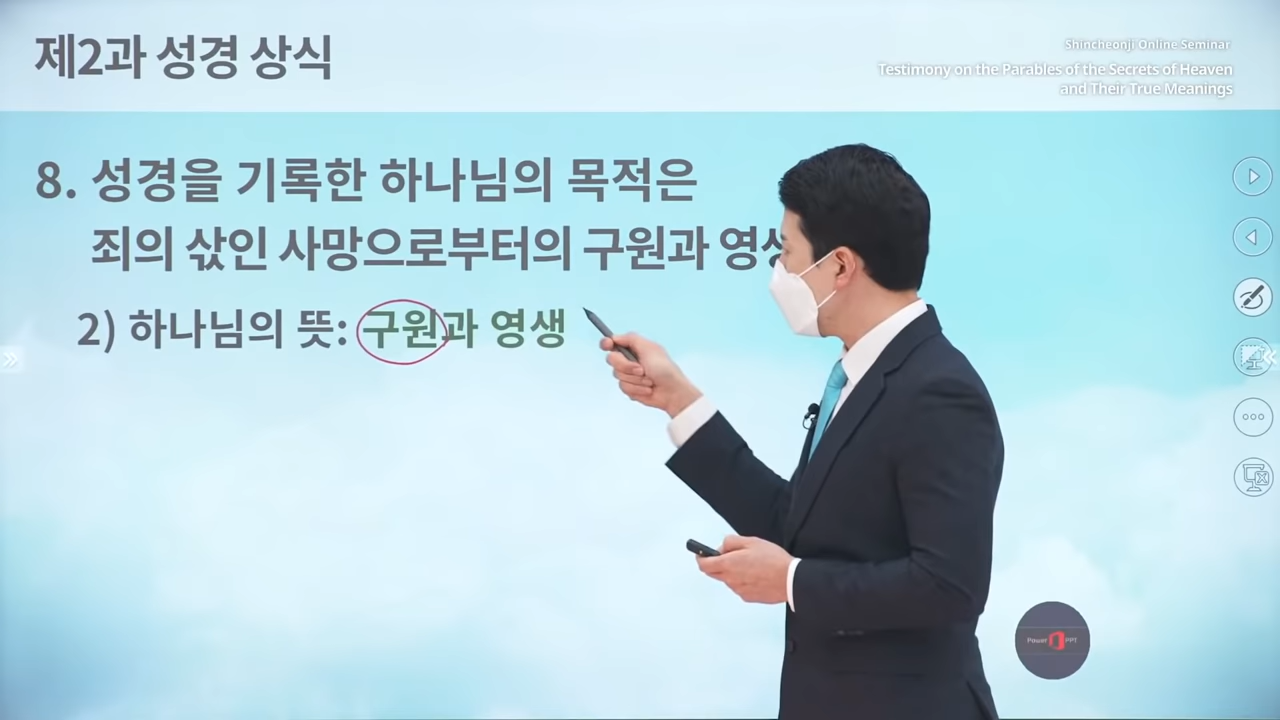 제2과 성경 상식
Shincheonji Online Seminar
Testimony on the Parables of the Secrets of Heaven
and Their True Meanings
8. 성경을 기록한 하나님의 목적은
죄의 삯인 사망으로부터의 구원과
2) 하나님의 뜻: 구원과 영생
Power PPT